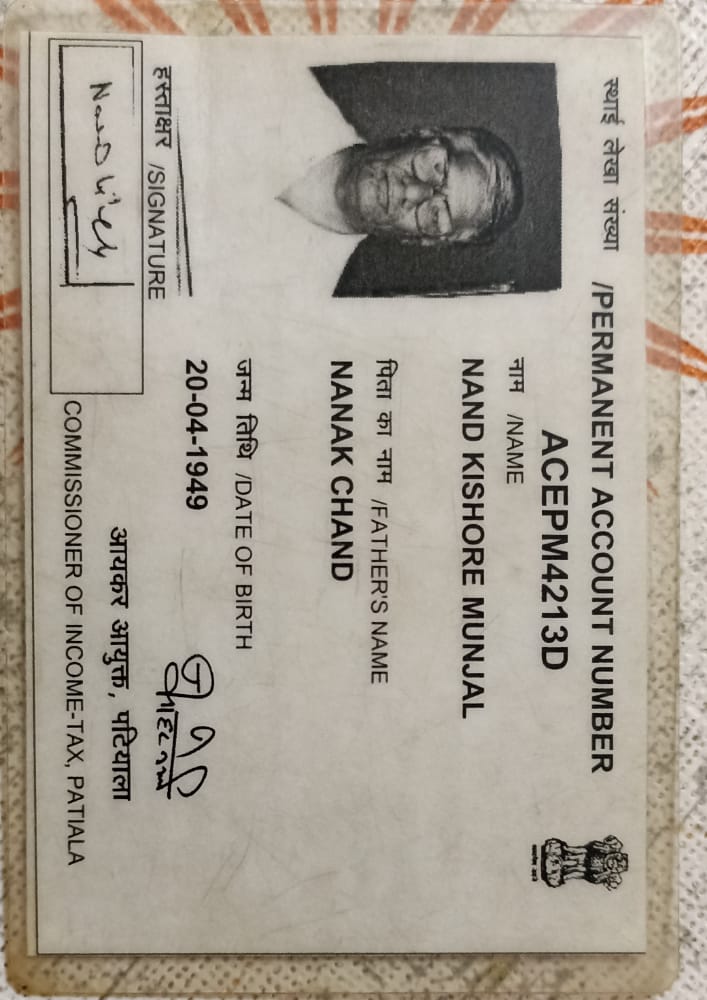 स्थाई लेखा संख्या /PERMANENT ACCOUNT NUMBER
ACEPM4213D
नाम /NAME
NAND KISHORE MUNJAL
पिता का नाम /FATHER'S NAME
NANAK CHAND
जन्म तिथि /DATE OF BIRTH
20-04-1949
हस्ताक्षर /SIGNATURE
आयकर आयुक्त, पटियाला
COMMISSIONER OF INCOME-TAX, PATIALA